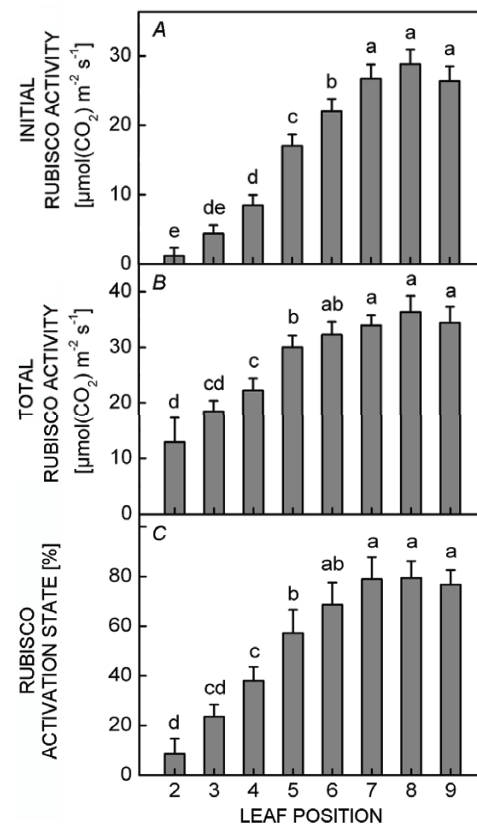 A
INITIAL
RUBISCO ACTIVITY
[µmol(CO₂) m⁻² s⁻¹]
30
20
10
0
e
de
d
c
b
a
a
a
B
TOTAL
RUBISCO ACTIVITY
[µmol(CO₂) m⁻² s⁻¹]
40
30
20
10
0
d
cd
c
b
ab
a
a
a
C
RUBISCO
ACTIVATION STATE [%]
80
60
40
20
0
d
cd
c
b
ab
a
a
a
2 3 4 5 6 7 8 9
LEAF POSITION